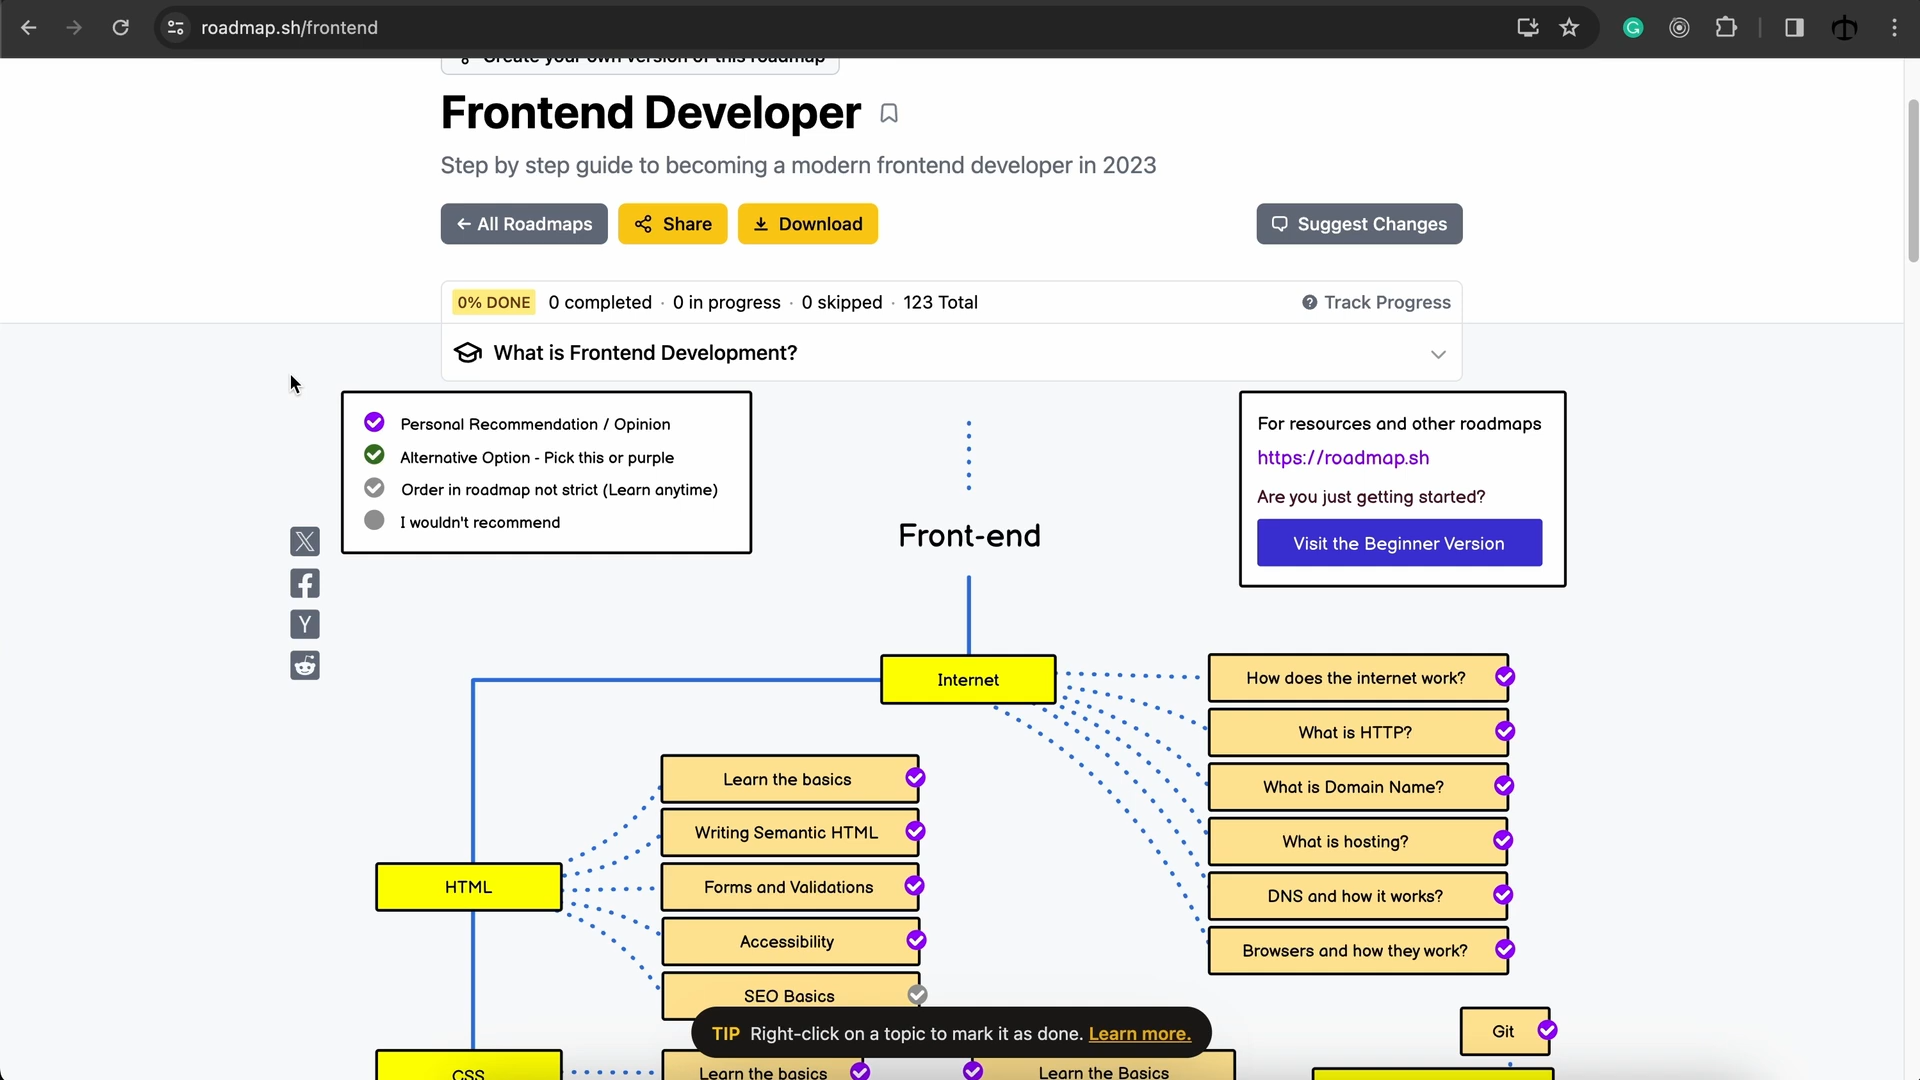 roadmap.sh/frontend
Create your own version of this roadmap
Frontend Developer
Step by step guide to becoming a modern frontend developer in 2023
← All Roadmaps
Share
Download
Suggest Changes
0% DONE 0 completed · 0 in progress · 0 skipped · 123 Total
Track Progress
What is Frontend Development?
Personal Recommendation / Opinion
Alternative Option - Pick this or purple
Order in roadmap not strict (Learn anytime)
I wouldn't recommend
For resources and other roadmaps
https://roadmap.sh
Are you just getting started?
Visit the Beginner Version
Front-end
Internet
How does the internet work?
What is HTTP?
What is Domain Name?
What is hosting?
DNS and how it works?
Browsers and how they work?
Learn the basics
Writing Semantic HTML
HTML
Forms and Validations
Accessibility
SEO Basics
TIP Right-click on a topic to mark it as done. Learn more.
Git
CSS
Learn the basics
Learn the Basics